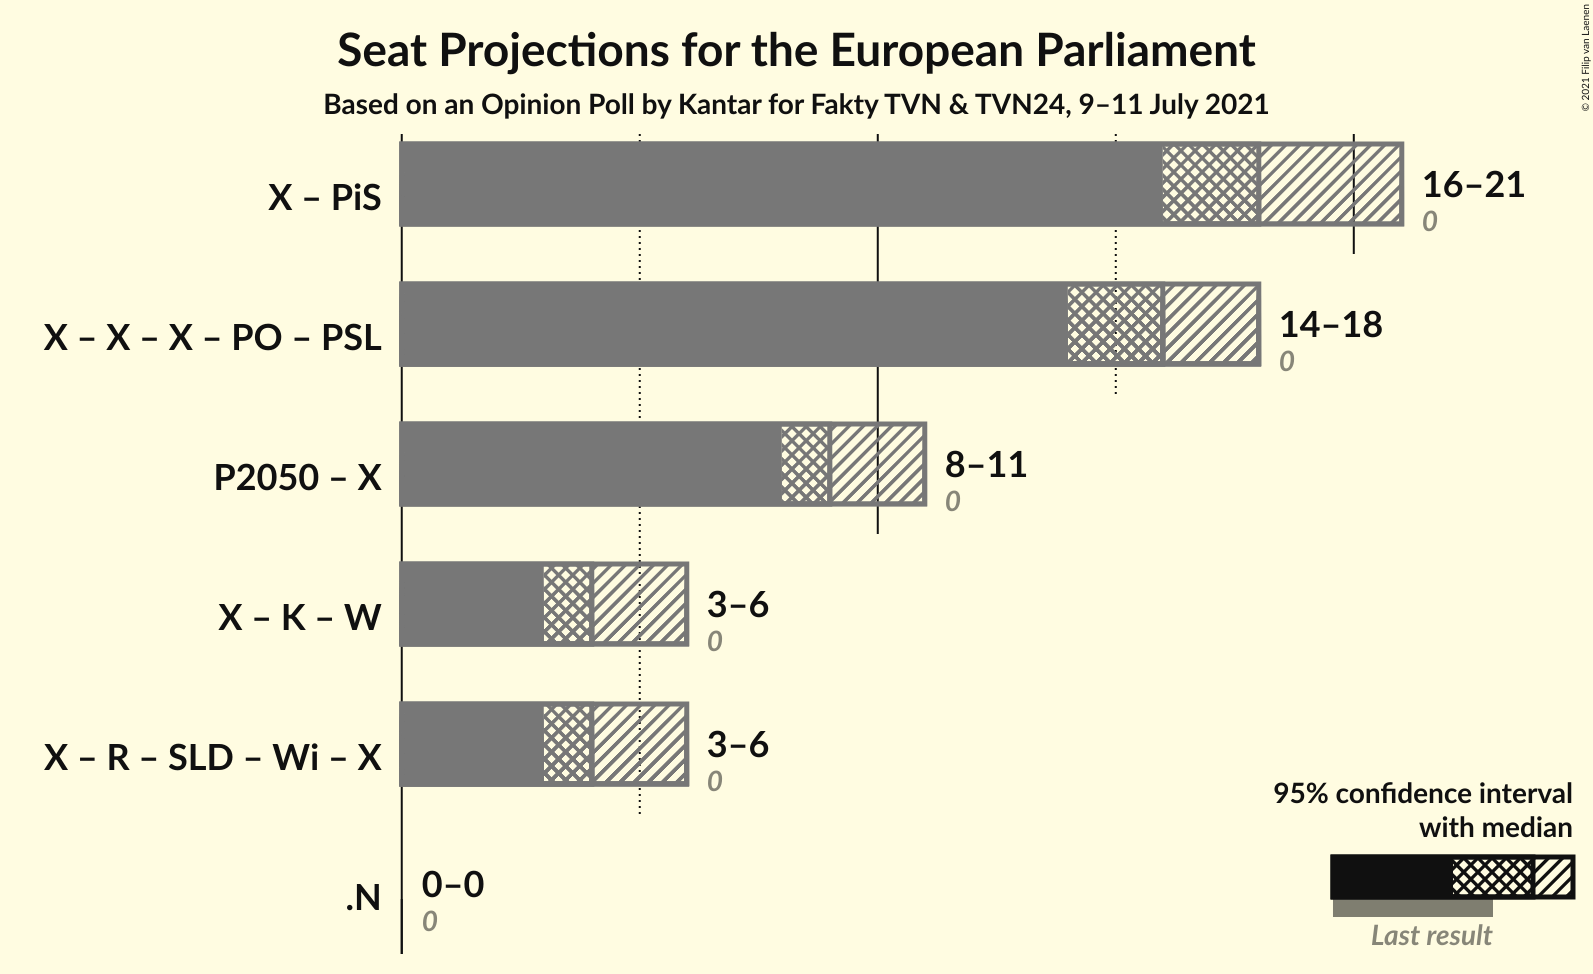 Seat Projections for the European Parliament
Based on an Opinion Poll by Kantar for Fakty TVN & TVN24, 9–11 July 2021
© 2021 Filip van Laenen
X – PiS
16–21
0
X – X – X – PO – PSL
14–18
0
P2050 – X
8–11
0
X – K – W
3–6
0
X – R – SLD – Wi – X
3–6
0
.N
0–0
0
95% confidence interval
with median
Last result